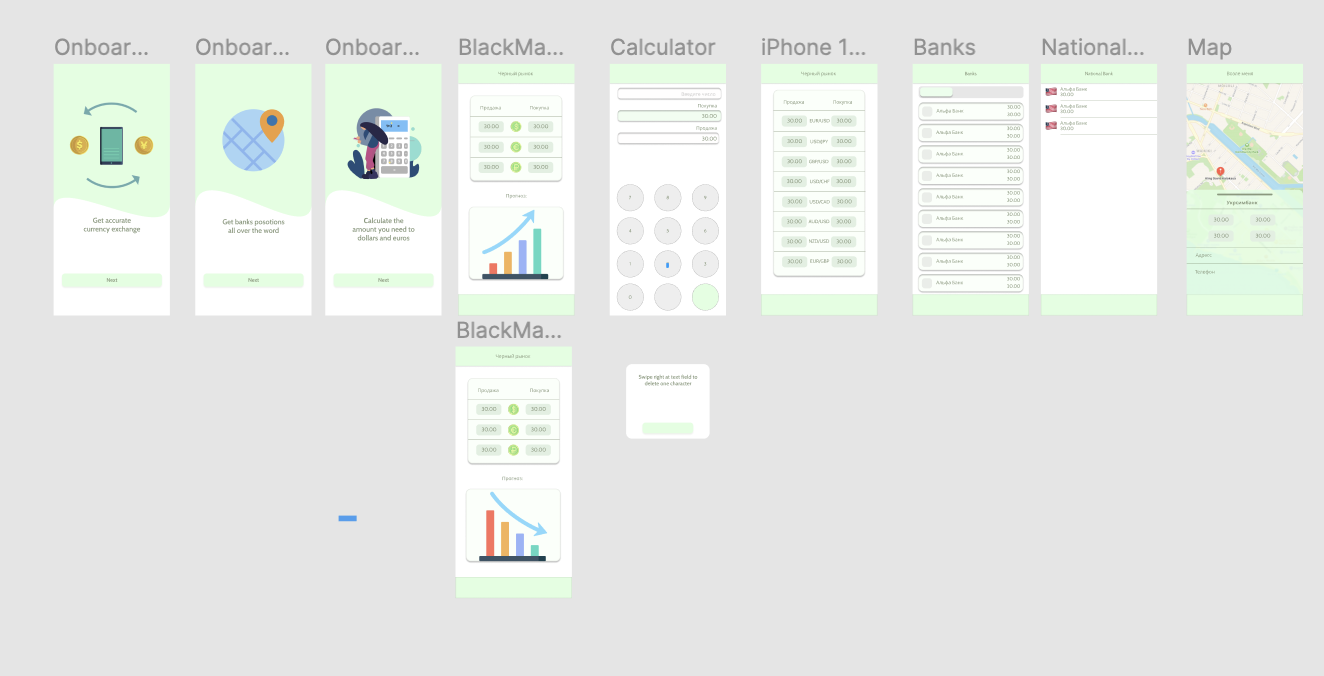 Onboar...
Onboar...
Onboar...
BlackMa...
Calculator
iPhone 1...
Banks
National...
Map
Get accurate
currency exchange
Next
Get banks posotions
all over the word
Next
Calculate the
amount you need to
dollars and euros
Next
Черный рынок
Продажа Покупка
30.00 $ 30.00
30.00 € 30.00
30.00 ₽ 30.00
Прогноз
Введите число
Покупка
30.00
Продажа
30.00
7 8 9
4 5 6
1 3
0
Черный рынок
Продажа Покупка
30.00 EUR/USD 30.00
30.00 USD/JPY 30.00
30.00 GBP/USD 30.00
30.00 USD/CHF 30.00
30.00 USD/CAD 30.00
30.00 AUD/USD 30.00
30.00 NZD/USD 30.00
30.00 EUR/GBP 30.00
Banks
Альфа Банк 30.00
30.00
Альфа Банк 30.00
30.00
Альфа Банк 30.00
30.00
Альфа Банк 30.00
30.00
Альфа Банк 30.00
30.00
Альфа Банк 30.00
30.00
Альфа Банк 30.00
30.00
Альфа Банк 30.00
30.00
Альфа Банк 30.00
30.00
National Bank
Альфа Банк
30.00
Альфа Банк
30.00
Альфа Банк
30.00
Укрсимбанк
30.00 30.00
30.00 30.00
Адрес:
Телефон:
BlackMa...
Черный рынок
Продажа Покупка
30.00 $ 30.00
30.00 € 30.00
30.00 ₽ 30.00
Прогноз
Swipe right at text field to
delete one character